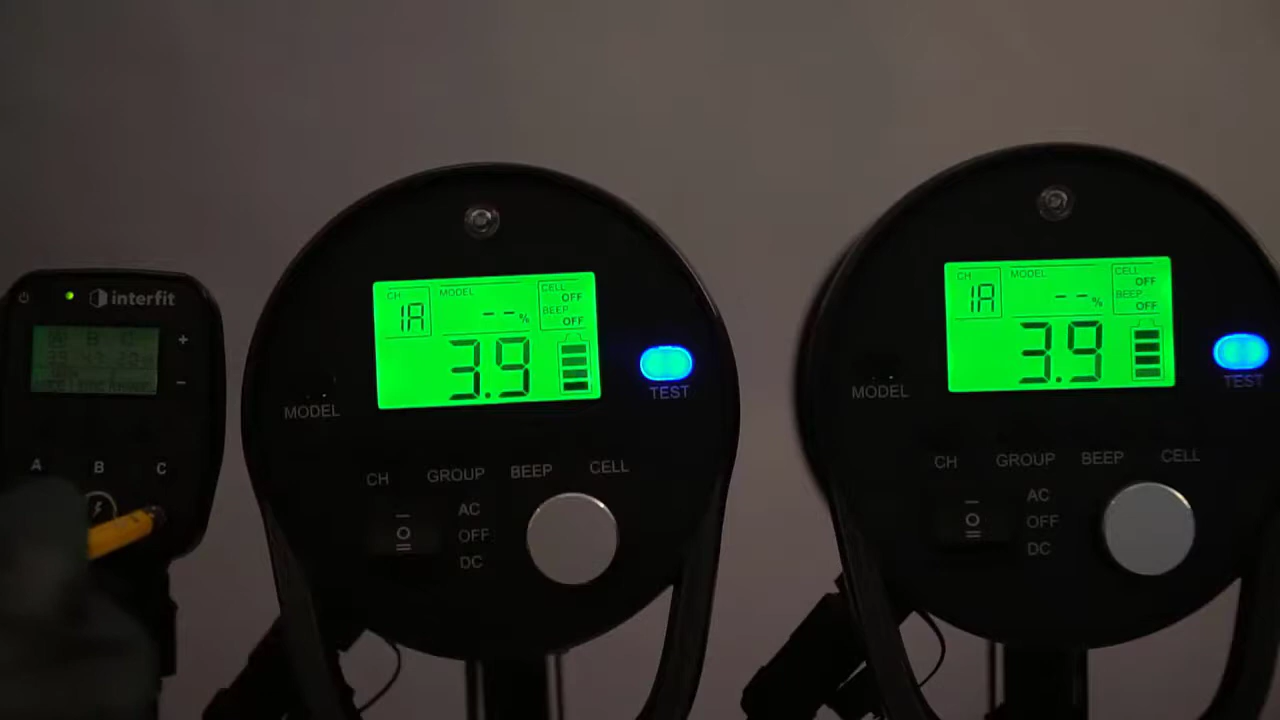 interfit
+
−
A B C
CH
1A
MODEL
--%
CELL
OFF
BEEP
OFF
3.9
TEST
MODEL
CH GROUP BEEP CELL
AC
OFF
DC
CH
1A
MODEL
--%
CELL
OFF
BEEP
OFF
3.9
TEST
MODEL
CH GROUP BEEP CELL
AC
OFF
DC